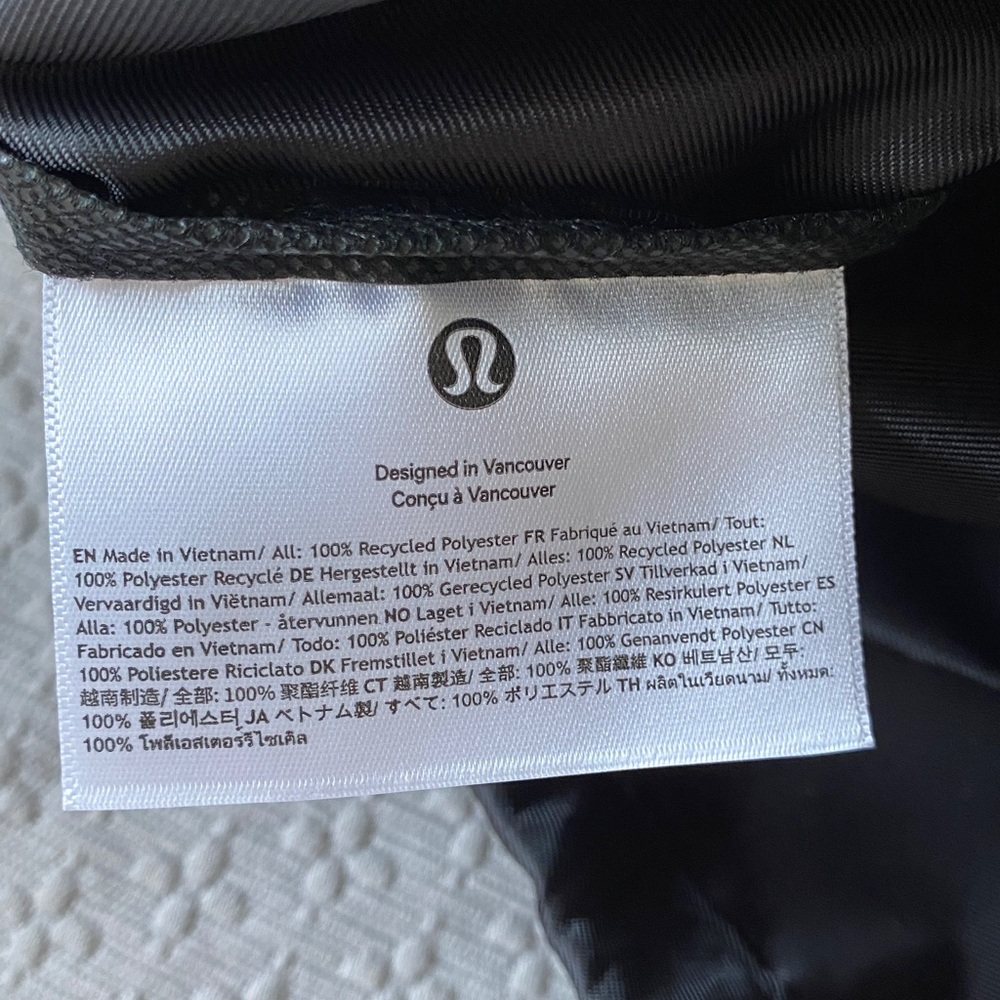 Designed in Vancouver
Conçu à Vancouver
EN Made in Vietnam/ All: 100% Recycled Polyester FR Fabriqué au Vietnam/ Tout:
100% Polyester Recyclé DE Hergestellt in Vietnam/ Alles: 100% Recycled Polyester NL
Vervaardigd in Viëtnam/ Allemaal: 100% Gerecycled Polyester SV Tillverkad i Vietnam/
Alla: 100% Polyester - återvunnen NO Laget i Vietnam/ Alle: 100% Resirkulert Polyester ES
Fabricado en Vietnam/ Todo: 100% Poliéster Reciclado IT Fabbricato in Vietnam/ Tutto:
100% Poliestere Riciclato DK Fremstillet i Vietnam/ Alle: 100% Genanvendt Polyester CN
越南制造/ 全部: 100% 聚酯纤维 CT 越南製造/ 全部: 100% 聚酯纖維 KO 베트남산/ 모두:
100% 폴리에스터 JA ベトナム製/ すべて: 100% ポリエステル TH ผลิตในเวียดนาม/ ทั้งหมด:
100% โพลีเอสเตอร์รีไซเคิล